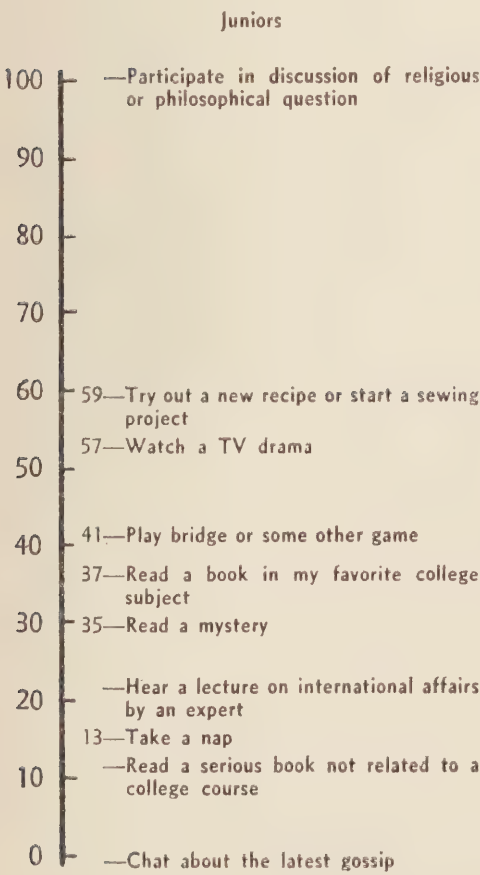 Juniors
100 —Participate in discussion of religious
or philosophical question
90
80
70
60 59—Try out a new recipe or start a sewing
project
57—Watch a TV drama
50
40 41—Play bridge or some other game
37—Read a book in my favorite college
subject
30 35—Read a mystery
20 —Hear a lecture on international affairs
by an expert
13—Take a nap
10 —Read a serious book not related to a
college course
0 —Chat about the latest gossip